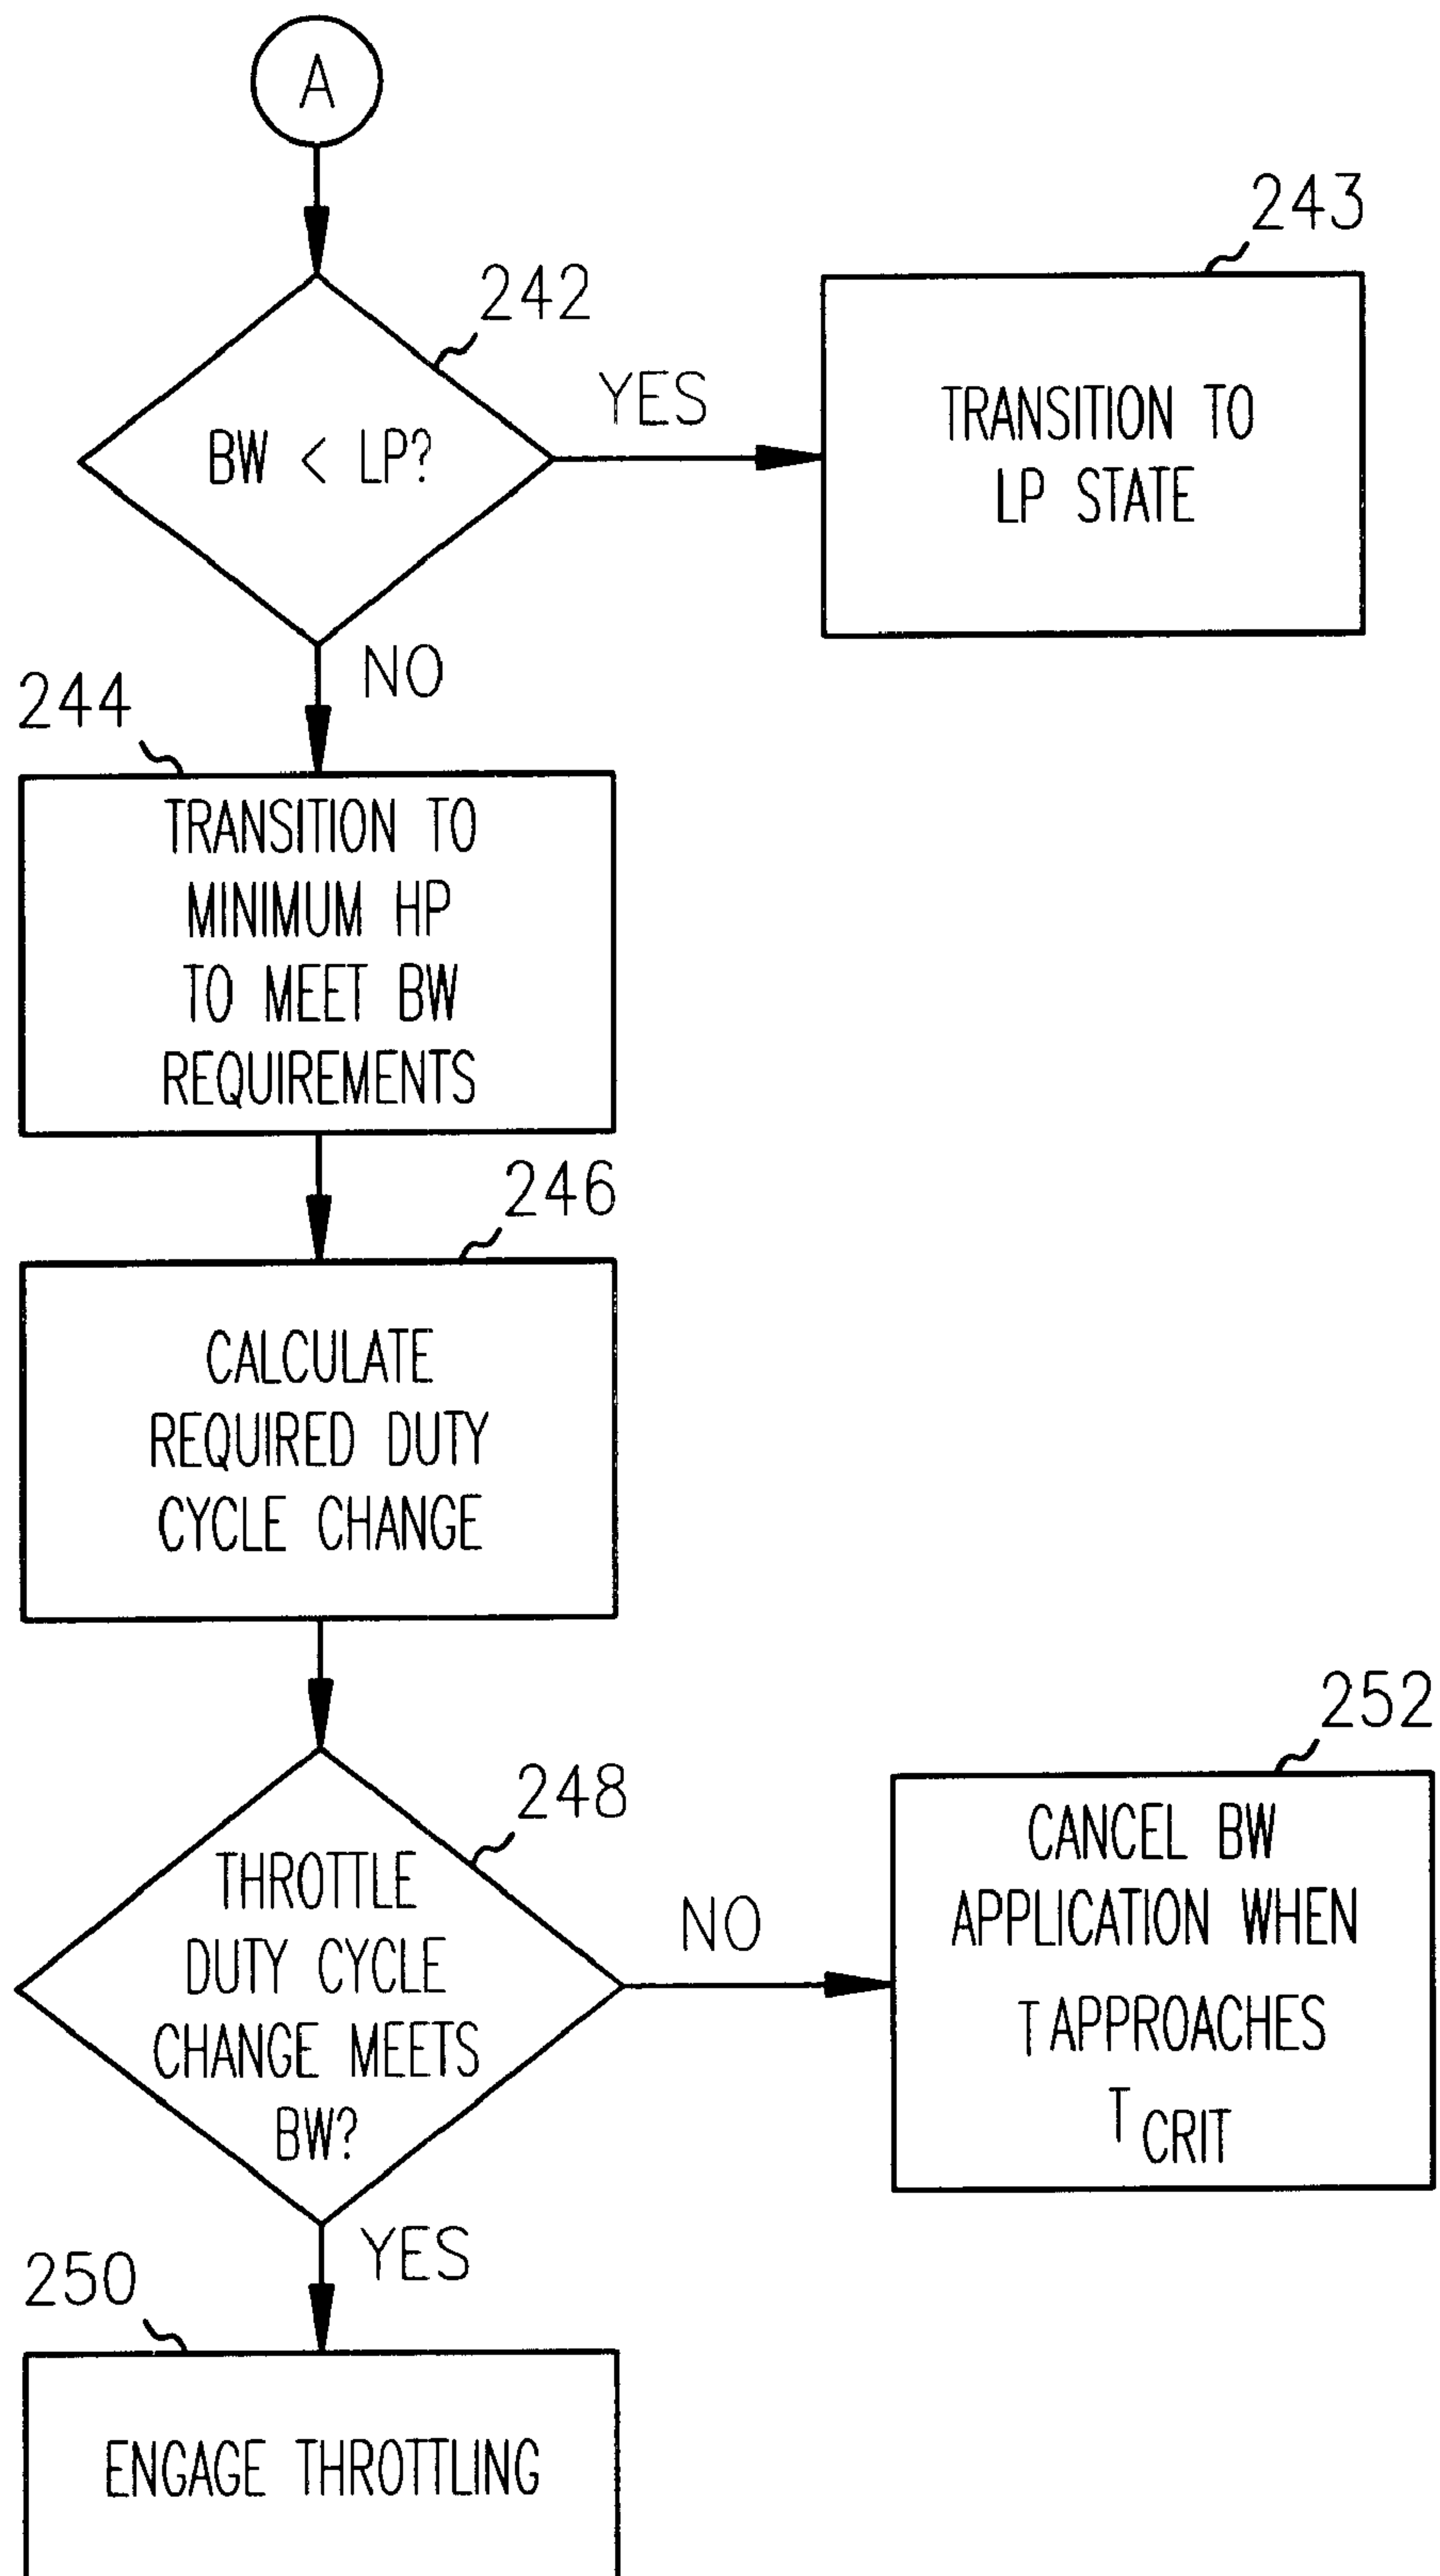 A
243
242
YES
BW < LP?
TRANSITION TO
LP STATE
NO
244
TRANSITION TO
MINIMUM HP
TO MEET BW
REQUIREMENTS
246
CALCULATE
REQUIRED DUTY
CYCLE CHANGE
252
248
CANCEL BW
APPLICATION WHEN
T APPROACHES
T CRIT
THROTTLE
DUTY CYCLE
CHANGE MEETS
BW?
NO
YES
250
ENGAGE THROTTLING